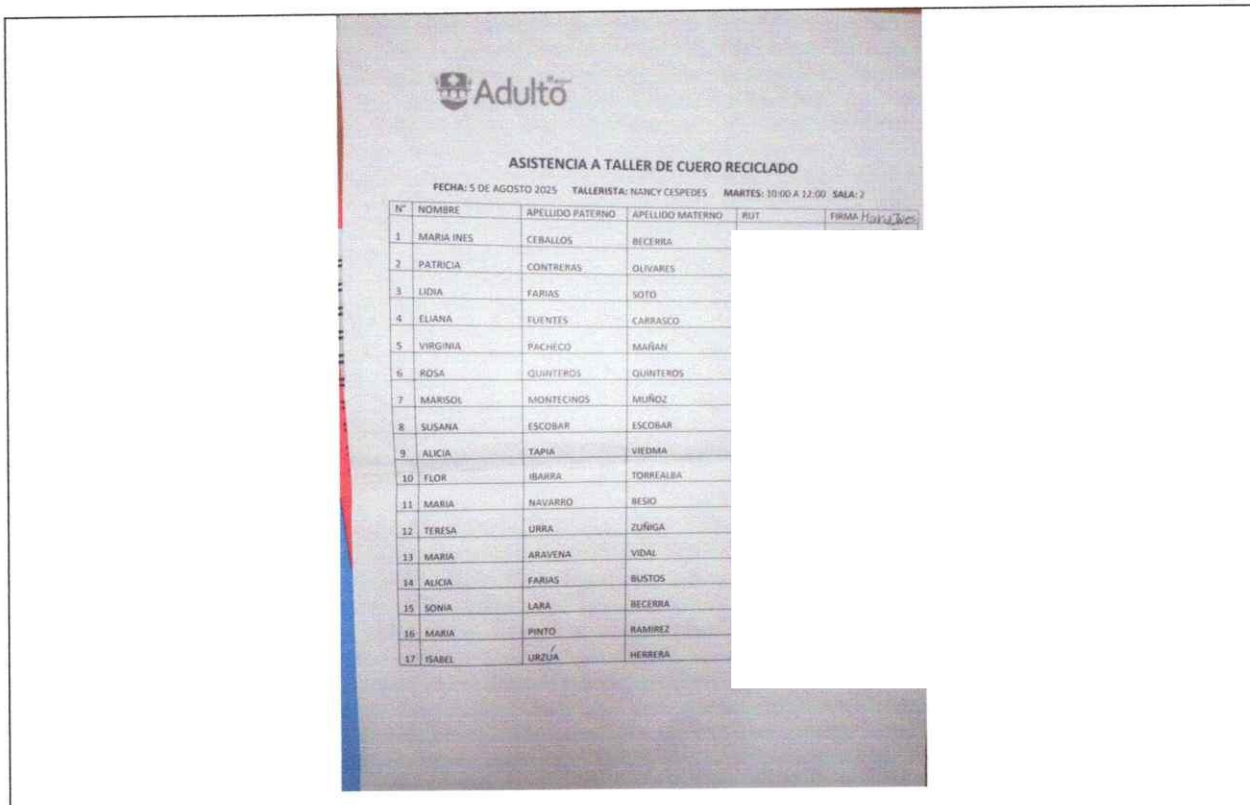 Adulto
ASISTENCIA A TALLER DE CUERO RECICLADO
FECHA: 5 DE AGOSTO 2025 TALLERISTA: NANCY CESPEDES MARTES: 10:00 A 12:00 SALA: 2
N° NOMBRE APELLIDO PATERNO APELLIDO MATERNO RUT FIRMA Maria Ines
1 MARIA INES CEBALLOS BECERRA
2 PATRICIA CONTRERAS OLIVARES
3 LIDIA FARIAS SOTO
4 ELIANA FUENTES CARRASCO
5 VIRGINIA PACHECO MAÑAN
6 ROSA QUINTEROS QUINTEROS
7 MARISOL MONTECINOS MUÑOZ
8 SUSANA ESCOBAR ESCOBAR
9 ALICIA TAPIA VIEDMA
10 FLOR IBARRA TORREALBA
11 MARIA NAVARRO BESIO
12 TERESA URRA ZUÑIGA
13 MARIA ARAVENA VIDAL
14 ALICIA FARIAS BUSTOS
15 SONIA LARA BECERRA
16 MARIA PINTO RAMIREZ
17 ISABEL URZUA HERRERA